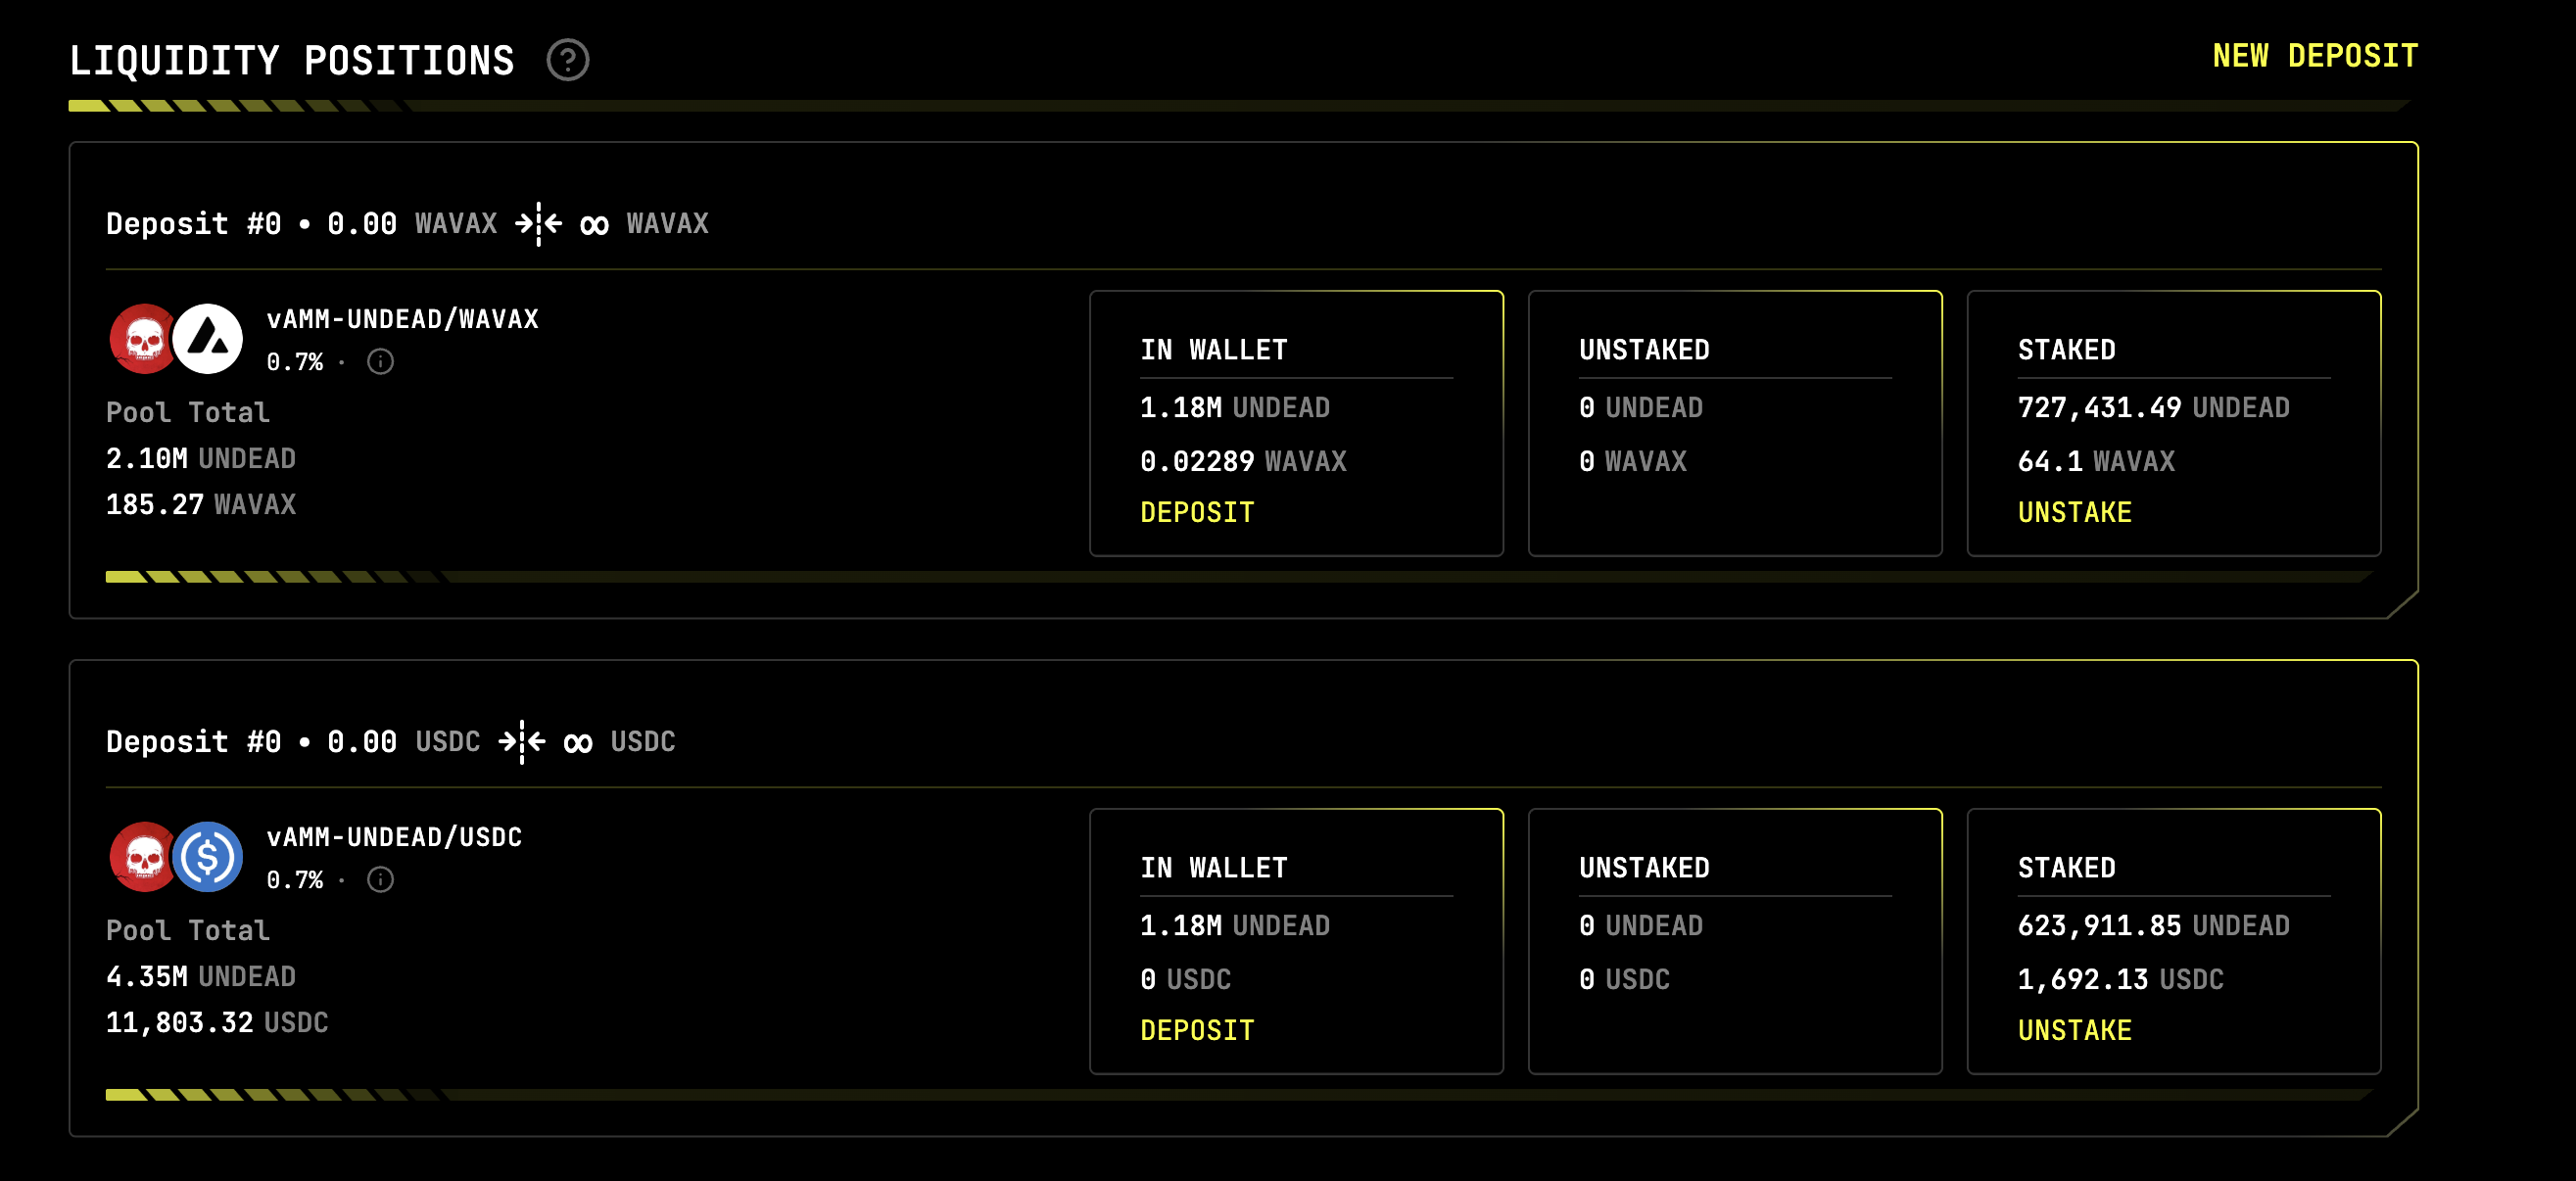 LIQUIDITY POSITIONS
NEW DEPOSIT
Deposit #0 • 0.00 WAVAX ∞ WAVAX
vAMM-UNDEAD/WAVAX
0.7% ·
Pool Total
2.10M UNDEAD
185.27 WAVAX
IN WALLET
1.18M UNDEAD
0.02289 WAVAX
DEPOSIT
UNSTAKED
0 UNDEAD
0 WAVAX
STAKED
727,431.49 UNDEAD
64.1 WAVAX
UNSTAKE
Deposit #0 • 0.00 USDC ∞ USDC
vAMM-UNDEAD/USDC
0.7% ·
Pool Total
4.35M UNDEAD
11,803.32 USDC
IN WALLET
1.18M UNDEAD
0 USDC
DEPOSIT
UNSTAKED
0 UNDEAD
0 USDC
STAKED
623,911.85 UNDEAD
1,692.13 USDC
UNSTAKE